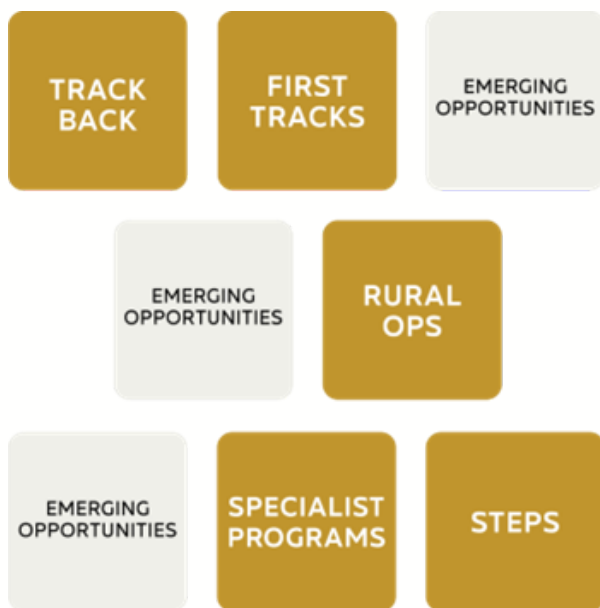 TRACK
BACK
FIRST
TRACKS
EMERGING
OPPORTUNITIES
EMERGING
OPPORTUNITIES
RURAL
OPS
EMERGING
OPPORTUNITIES
SPECIALIST
PROGRAMS
STEPS